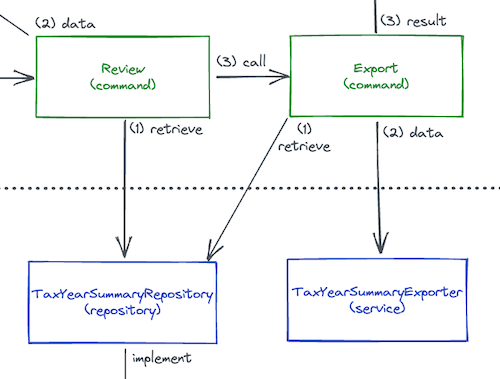 (2) data
(3) result
Review
(command)
(3) call
Export
(command)
(1) retrieve
(1)
retrieve
(2) data
TaxYearSummaryRepository
(repository)
TaxYearSummaryExporter
(service)
implement